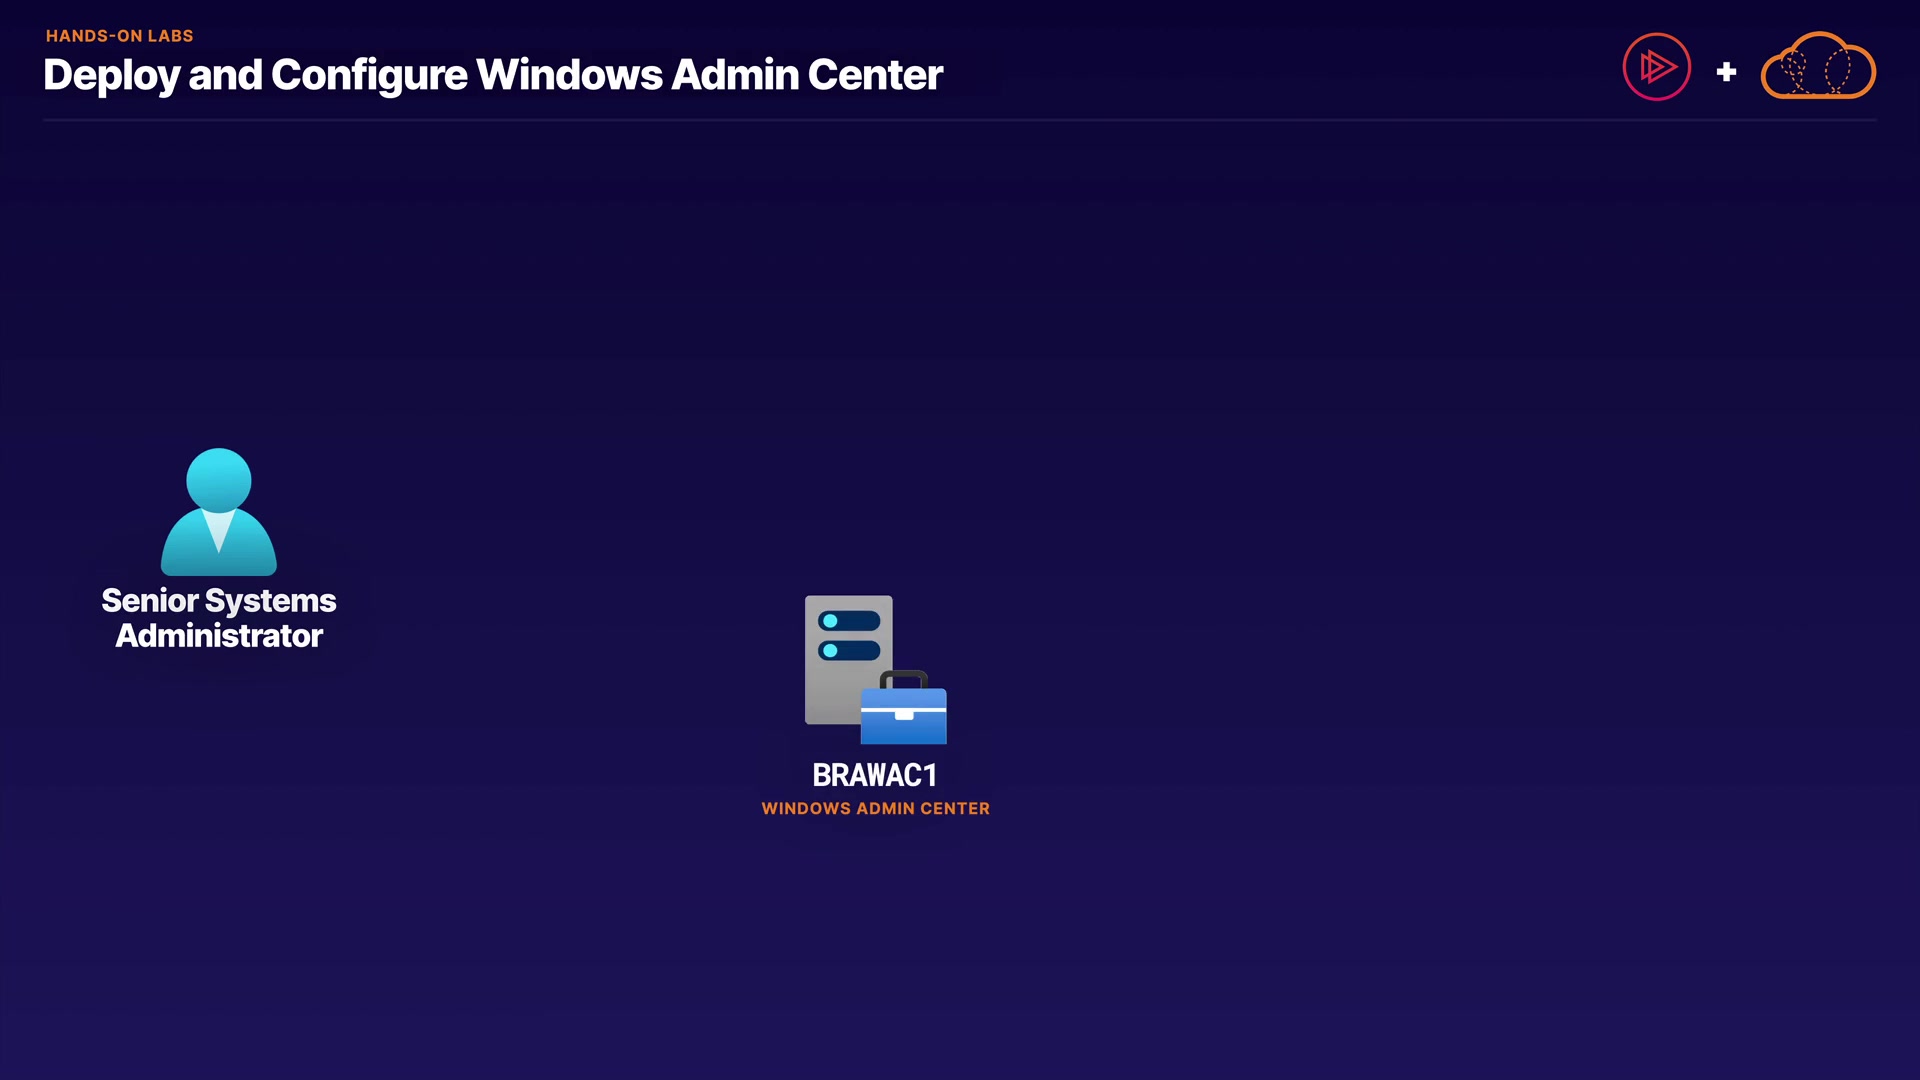 HANDS-ON LABS
Deploy and Configure Windows Admin Center
+
Senior Systems
Administrator
BRAWAC1
WINDOWS ADMIN CENTER